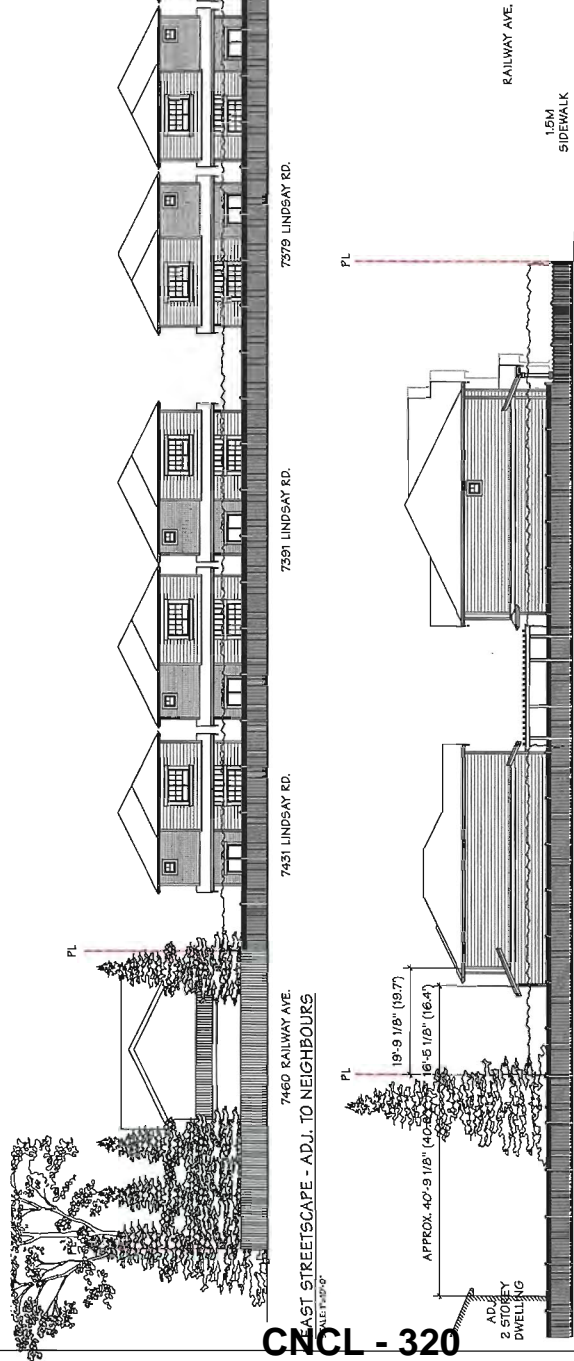 7460 RAILWAY AVE.
7431 LINDSAY RD.
7391 LINDSAY RD.
7379 LINDSAY RD.
PL
EAST STREETSCAPE - ADJ. TO NEIGHBOURS
ADJ.
2 STOREY
DWELLING
APPROX. 40'-9 1/8"
16'-5 1/8" (16.4')
19'-9 1/8" (19.7')
PL
PL
1.5M
SIDEWALK
RAILWAY AVE.
CNCL - 320